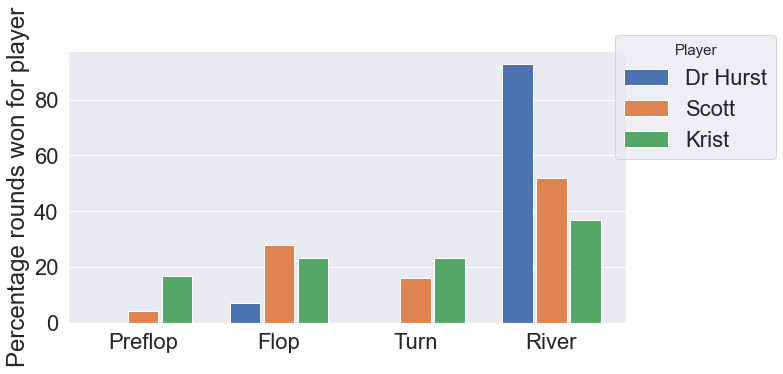 Percentage rounds won for player
80
60
40
20
0
Preflop Flop Turn River
Player
Dr Hurst
Scott
Krist